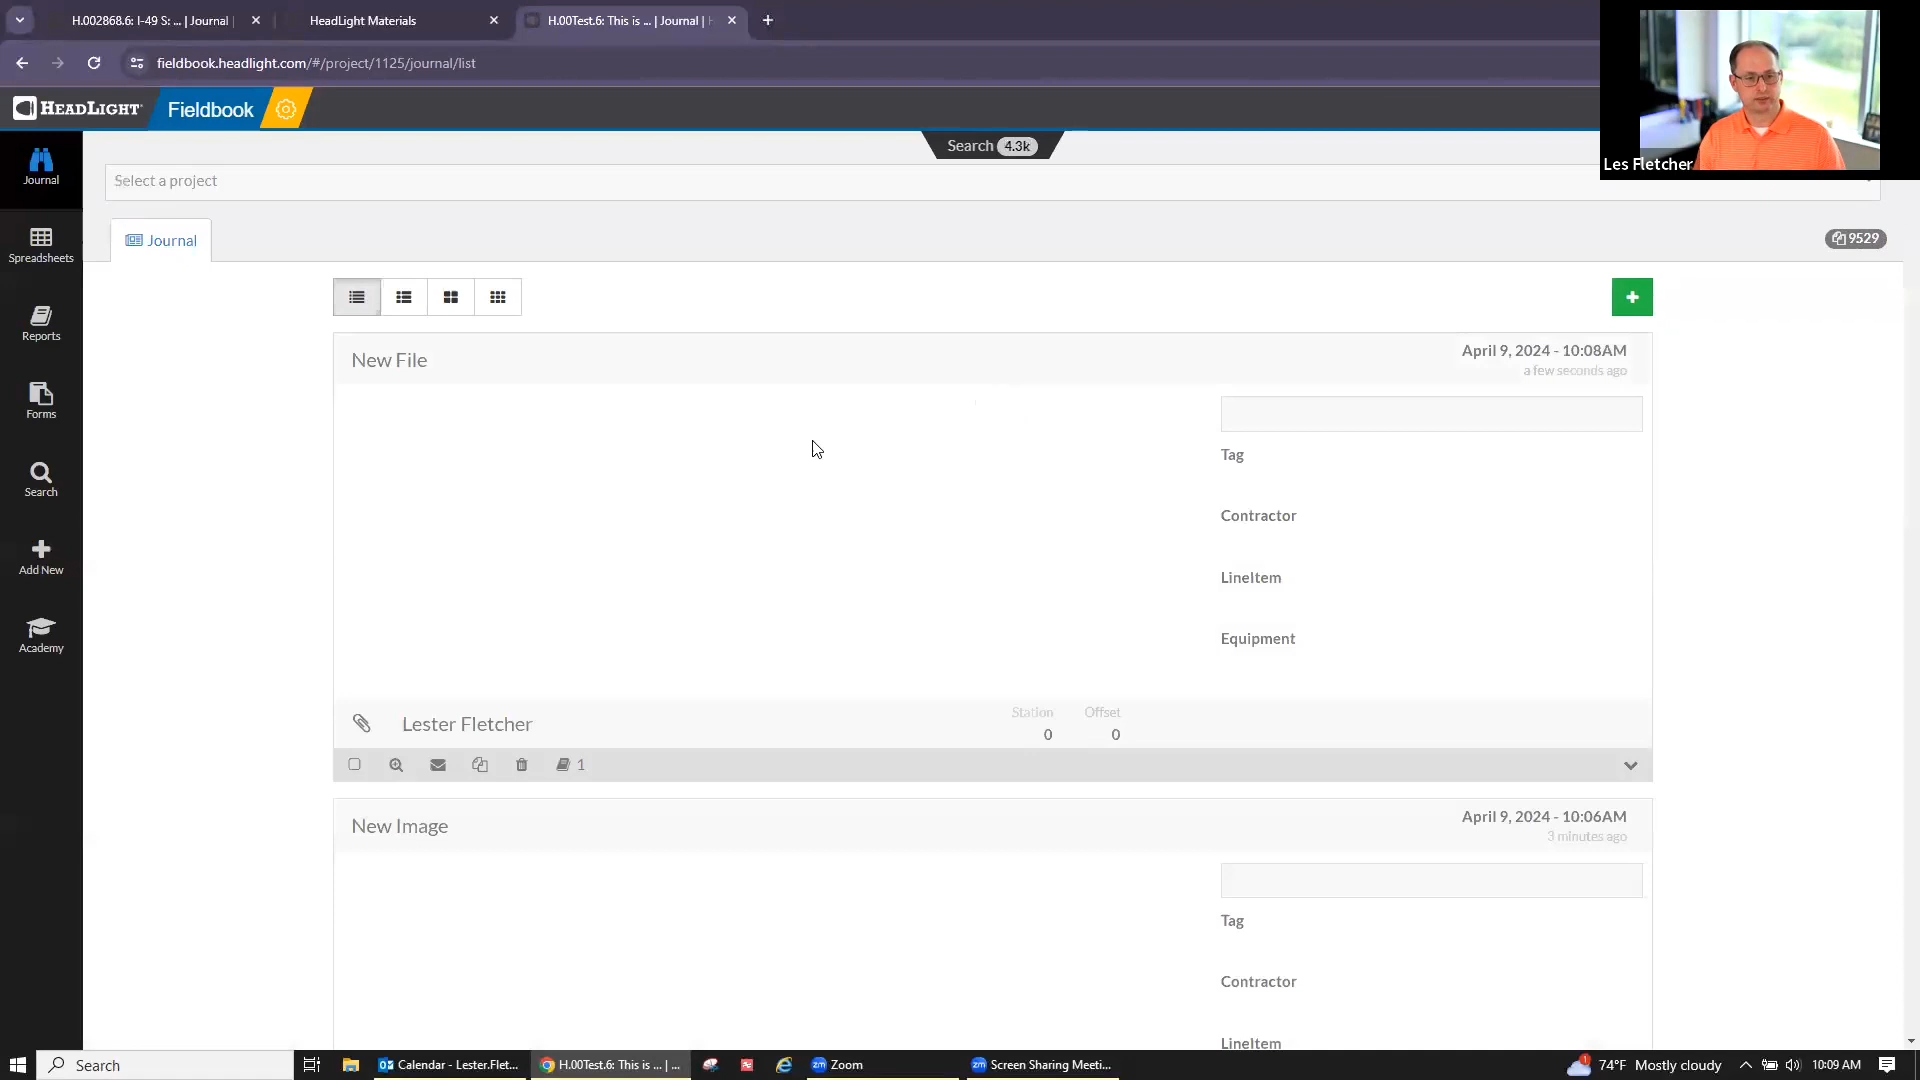 H.002868.6: I-49 S: ... | Journal
HeadLight Materials
H.00Test.6: This is ... | Journal |
fieldbook.headlight.com/#/project/1125/journal/list
HEADLIGHT
Fieldbook
Search 4.3k
Les Fletcher
Select a project
Journal
Journal
9529
Spreadsheets
Reports
Forms
Search
Add New
Academy
New File
April 9, 2024 - 10:08AM
a few seconds ago
Tag
Contractor
LineItem
Equipment
Lester Fletcher
Station
Offset
0
0
1
New Image
April 9, 2024 - 10:06AM
3 minutes ago
Tag
Contractor
LineItem
Search
Calendar - Lester.Flet...
H.00Test.6: This is ... | ...
Zoom
Screen Sharing Meeti...
1
74°F Mostly cloudy
10:09 AM